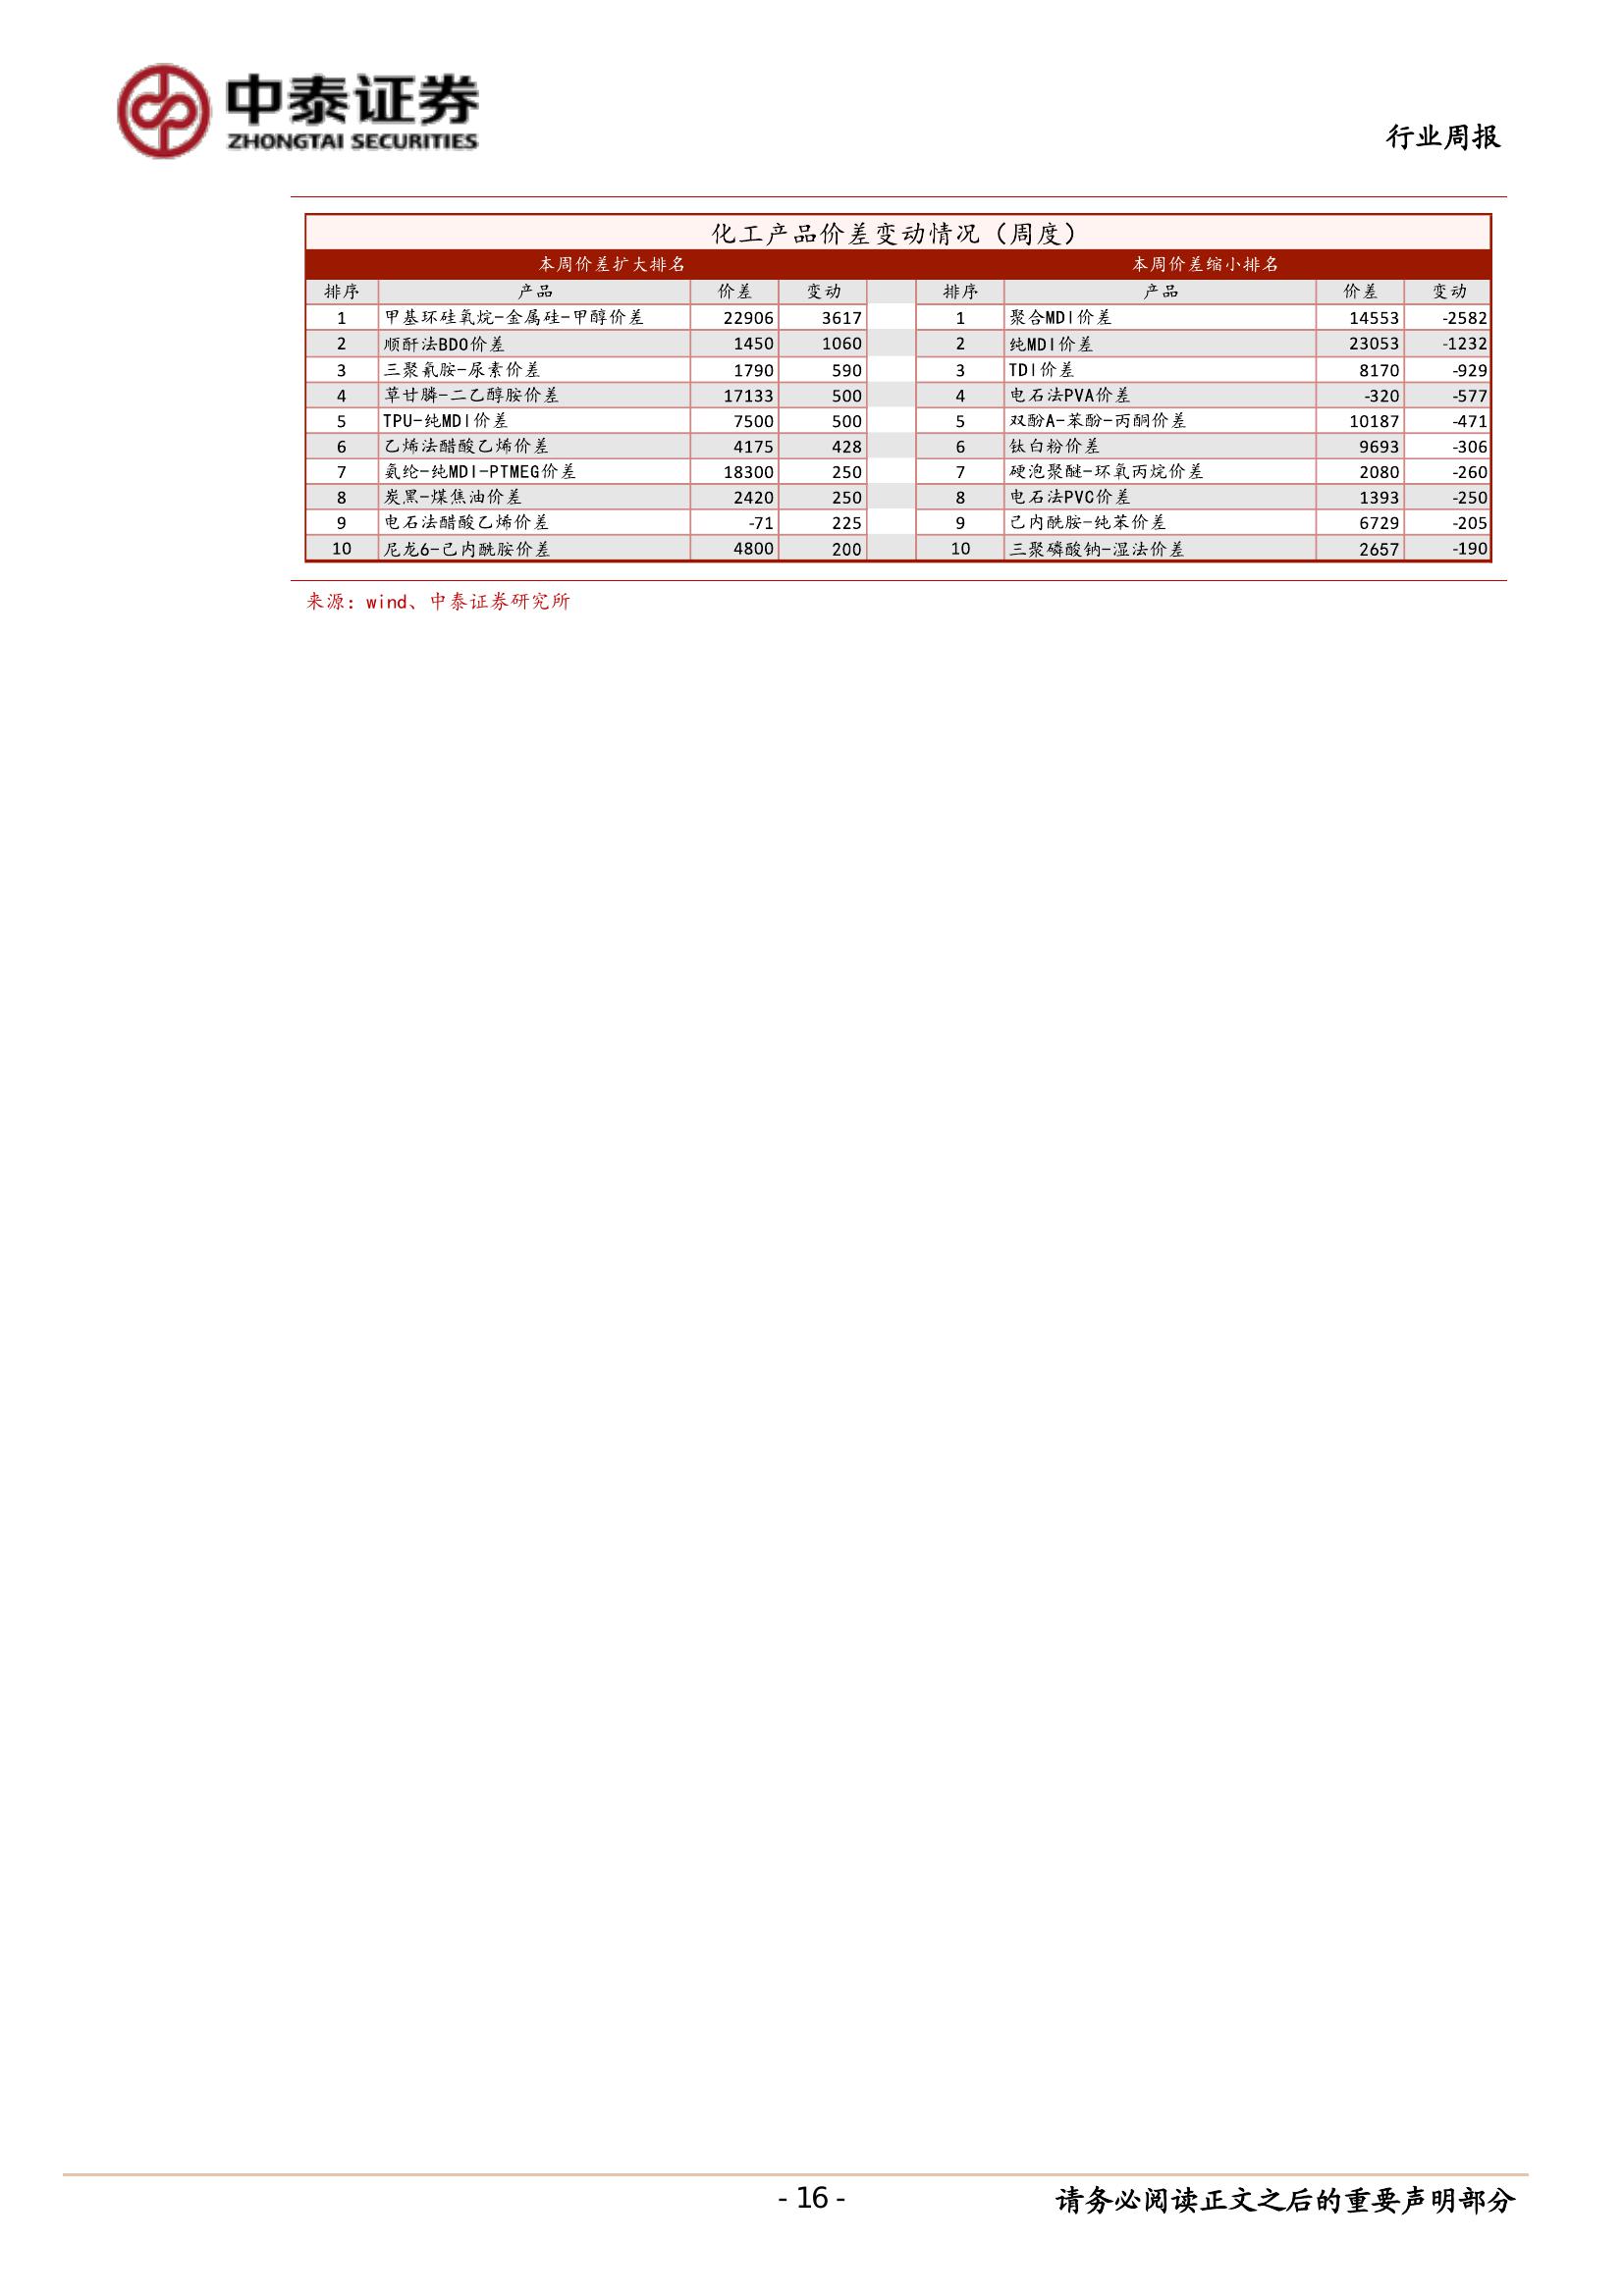 中泰证券
ZHONGTAI SECURITIES
行业周报
化工产品价差变动情况（周度）
本周价差扩大排名 本周价差缩小排名
排序 产品 价差 变动 排序 产品 价差 变动
1 甲基环硅氧烷-金属硅-甲醇价差 22906 3617 1 聚合MDI价差 14553 -2582
2 顺酐法BDO价差 1450 1060 2 纯MDI价差 23053 -1232
3 三聚氰胺-尿素价差 1790 590 3 TDI价差 8170 -929
4 草甘膦-二乙醇胺价差 17133 500 4 电石法PVA价差 -320 -577
5 TPU-纯MDI价差 7500 500 5 双酚A-苯酚-丙酮价差 10187 -471
6 乙烯法醋酸乙烯价差 4175 428 6 钛白粉价差 9693 -306
7 氨纶-纯MDI-PTMEG价差 18300 250 7 硬泡聚醚-环氧丙烷价差 2080 -260
8 炭黑-煤焦油价差 2420 250 8 电石法PVC价差 1393 -250
9 电石法醋酸乙烯价差 -71 225 9 己内酰胺-纯苯价差 6729 -205
10 尼龙6-己内酰胺价差 4800 200 10 三聚磷酸钠-湿法价差 2657 -190
来源：wind、中泰证券研究所
- 16 - 请务必阅读正文之后的重要声明部分